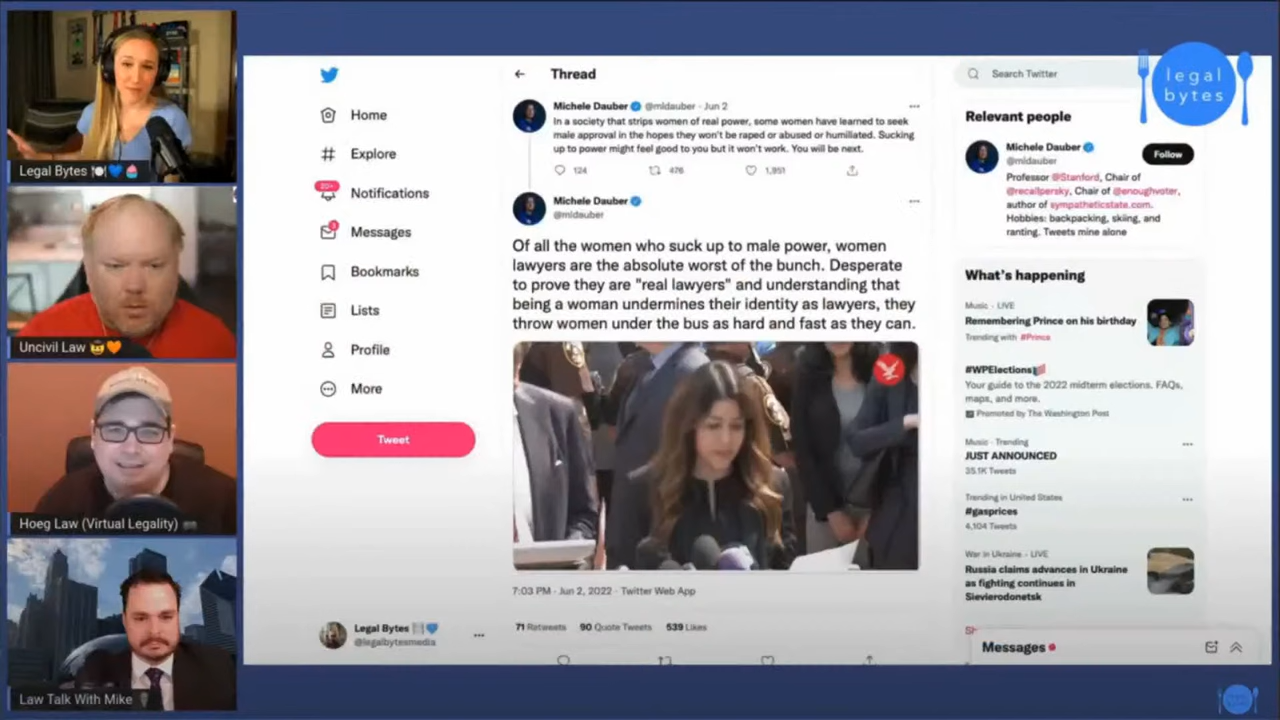 Legal Bytes
Uncivil Law
Hoeg Law (Virtual Legality)
Law Talk With Mike
Home
Explore
20+
Notifications
Messages
Bookmarks
Lists
Profile
More
Tweet
Legal Bytes
@legalbytesmedia
Thread
Michele Dauber @mldauber · Jun 2
In a society that strips women of real power, some women have learned to seek
male approval in the hopes they won't be raped or abused or humiliated. Sucking
up to power might feel good to you but it won't work. You will be next.
124 476 1,951
Michele Dauber
@mldauber
Of all the women who suck up to male power, women
lawyers are the absolute worst of the bunch. Desperate
to prove they are "real lawyers" and understanding that
being a woman undermines their identity as lawyers, they
throw women under the bus as hard and fast as they can.
7:03 PM · Jun 2, 2022 · Twitter Web App
71 Retweets 90 Quote Tweets 539 Likes
Search Twitter
legal
bytes
Relevant people
Michele Dauber
@mldauber
Follow
Professor @Stanford, Chair of
@recallpersky, Chair of @enoughvoter,
author of sympatheticstate.com.
Hobbies: backpacking, skiing, and
ranting. Tweets mine alone
What's happening
Music · LIVE
Remembering Prince on his birthday
Trending with #Prince
#WPElections
Your guide to the 2022 midterm elections. FAQs,
maps, and more.
Promoted by The Washington Post
Music · Trending
JUST ANNOUNCED
35.1K Tweets
Trending in United States
#gasprices
4,104 Tweets
War in Ukraine · LIVE
Russia claims advances in Ukraine
as fighting continues in
Sievierodonetsk
Messages